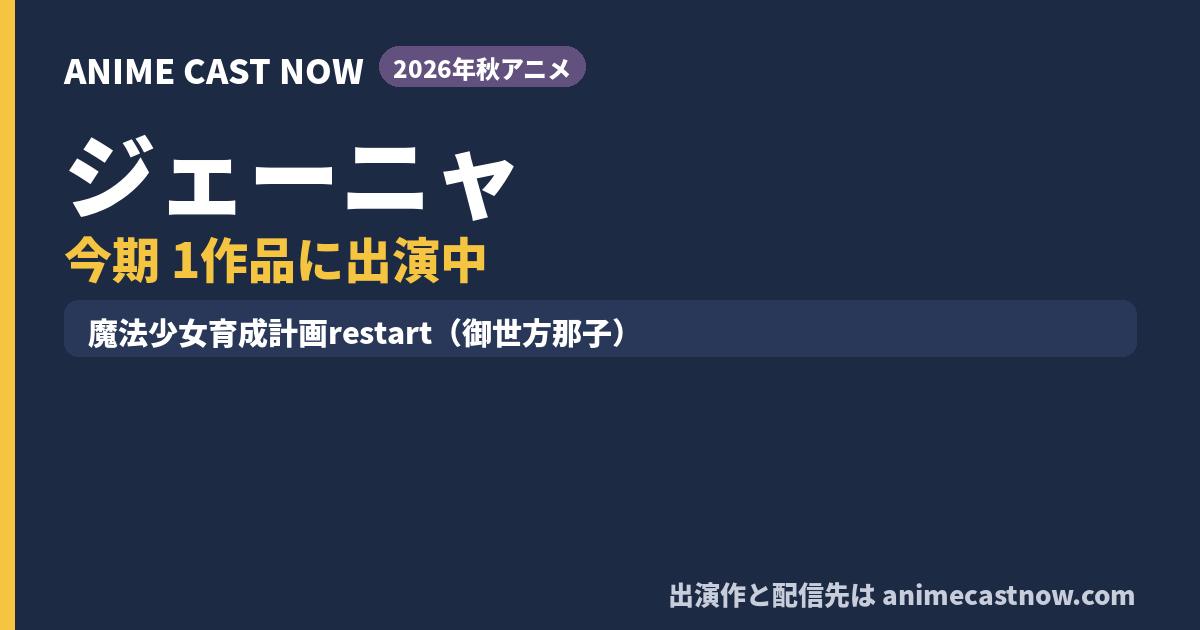 ANIME CAST NOW 2026年秋アニメ
ジェーニャ
今期 1作品に出演中
魔法少女育成計画restart（御世方那子）
出演作と配信先は animecastnow.com